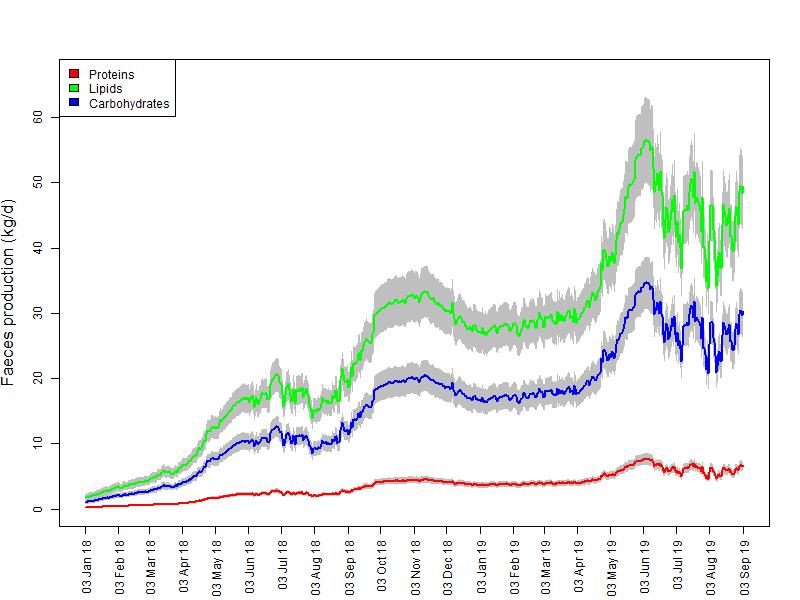 Proteins
Lipids
Carbohydrates
Faeces production (kg/d)
60
50
40
30
20
10
0
03 Jan 18
03 Feb 18
03 Mar 18
03 Apr 18
03 May 18
03 Jun 18
03 Jul 18
03 Aug 18
03 Sep 18
03 Oct 18
03 Nov 18
03 Dec 18
03 Jan 19
03 Feb 19
03 Mar 19
03 Apr 19
03 May 19
03 Jun 19
03 Jul 19
03 Aug 19
03 Sep 19